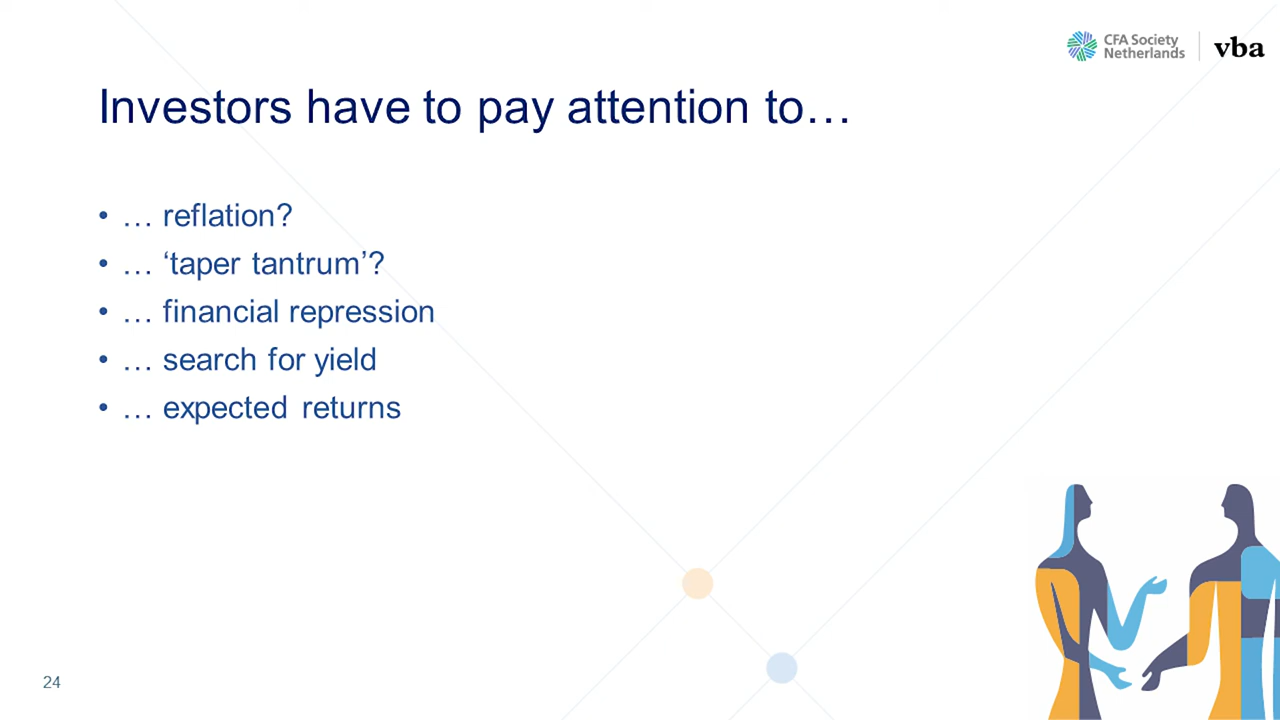 CFA Society
Netherlands
vba
Investors have to pay attention to…
• … reflation?
• … ‘taper tantrum’?
• … financial repression
• … search for yield
• … expected returns
24